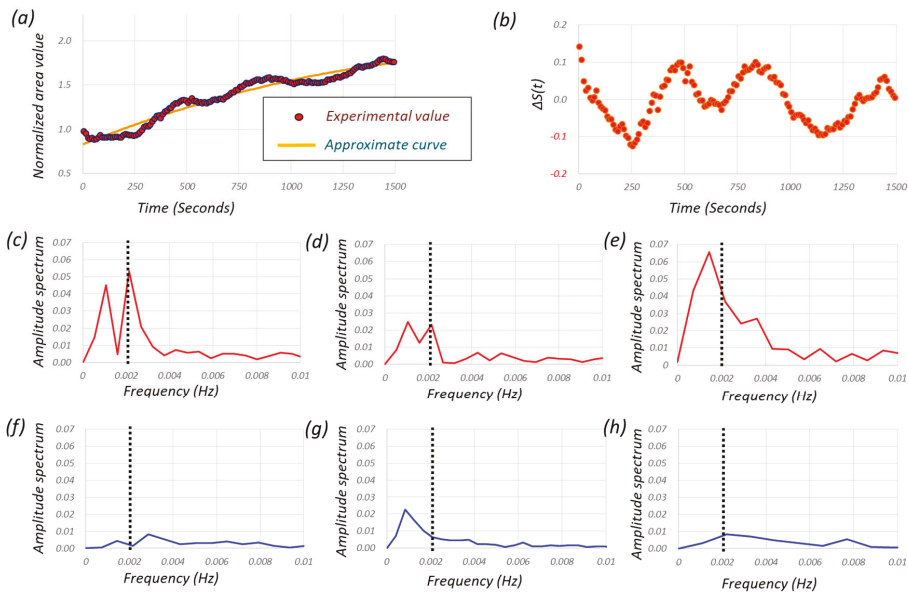 (a)
Normalized area value
2.0
1.5
1.0
0.5
0 250 500 750 1000 1250 1500
Time (Seconds)
Experimental value
Approximate curve
(b)
ΔS(t)
0.2
0.1
0.0
-0.1
-0.2
0 250 500 750 1000 1250 1500
Time (Seconds)
(c)
Amplitude spectrum
0.07
0.06
0.05
0.04
0.03
0.02
0.01
0.00
0 0.002 0.004 0.006 0.008 0.01
Frequency (Hz)
(d)
Amplitude spectrum
0.07
0.06
0.05
0.04
0.03
0.02
0.01
0.00
0 0.002 0.004 0.006 0.008 0.01
Frequency (Hz)
(e)
Amplitude spectrum
0.07
0.06
0.05
0.04
0.03
0.02
0.01
0.00
0 0.002 0.004 0.006 0.008 0.01
Frequency (Hz)
(f)
Amplitude spectrum
0.07
0.06
0.05
0.04
0.03
0.02
0.01
0.00
0 0.002 0.004 0.006 0.008 0.01
Frequency (Hz)
(g)
Amplitude spectrum
0.07
0.06
0.05
0.04
0.03
0.02
0.01
0.00
0 0.002 0.004 0.006 0.008 0.01
Frequency (Hz)
(h)
Amplitude spectrum
0.07
0.06
0.05
0.04
0.03
0.02
0.01
0.00
0 0.002 0.004 0.006 0.008 0.01
Frequency (Hz)